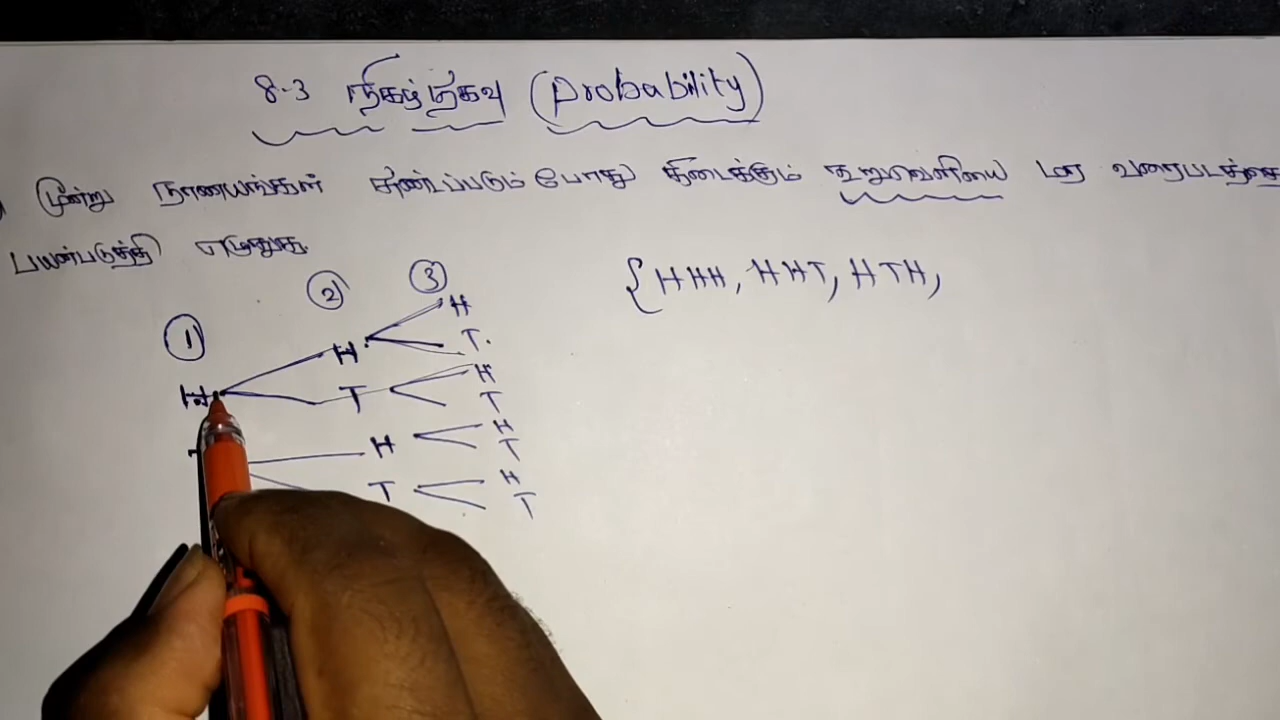 8.3 நிகழ்தகவு (Probability)
மூன்று நாணயங்கள் சுண்டப்படும் போது கிடைக்கும் கூறுவெளியை மர வரைபடத்தை
பயன்படுத்தி எழுதுக.
{HHH, HHT, HTH,
① ② ③
H
H T
H T H
T
H H
T
T H
T